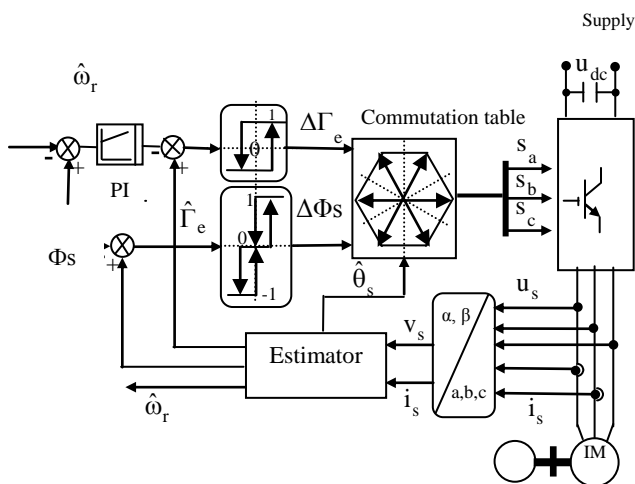 Supply
u dc
ω̂r
1
0
ΔΓe
Commutation table
Sa
Sb
Sc
PI
Γ̂e
1
0
-1
ΔΦs
Φs
θ̂s
Estimator
vs
is
α, β
a,b,c
us
is
ω̂r
IM